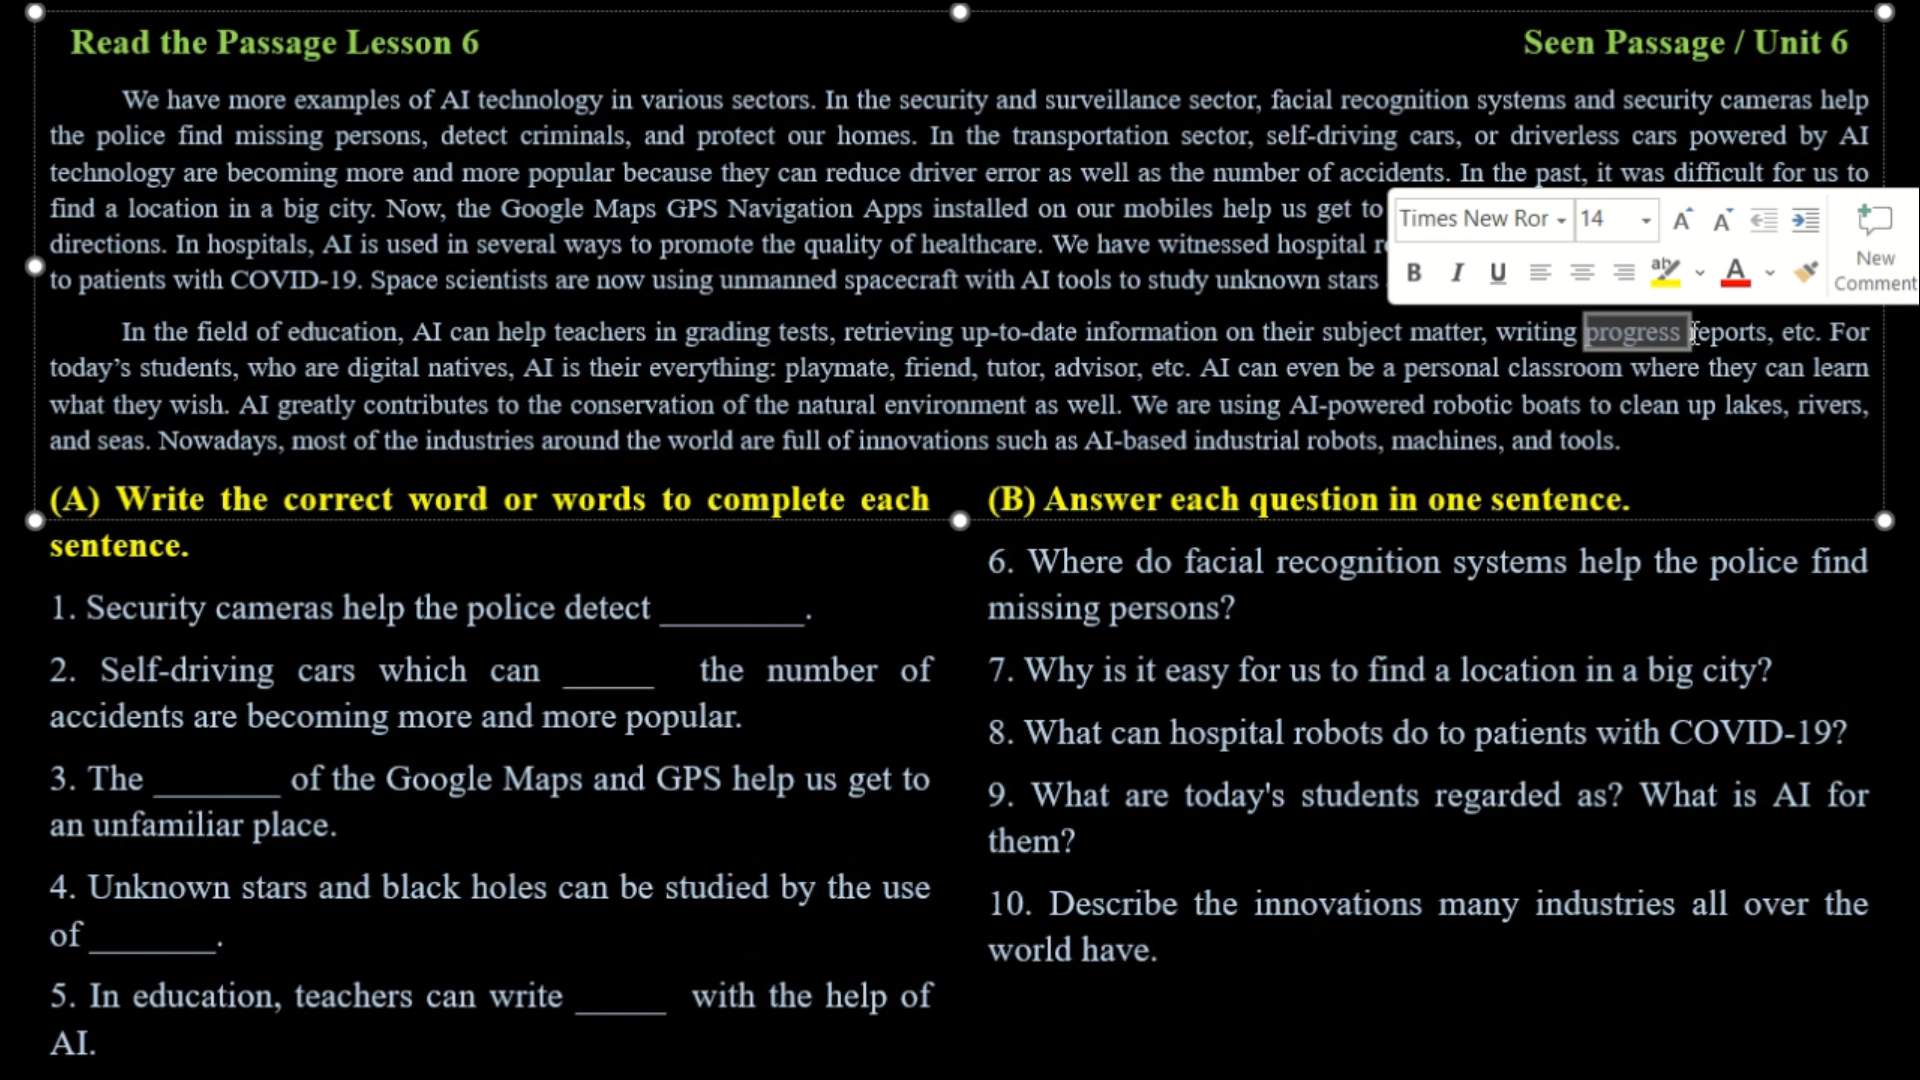 Read the Passage Lesson 6
Seen Passage / Unit 6
We have more examples of AI technology in various sectors. In the security and surveillance sector, facial recognition systems and security cameras help
the police find missing persons, detect criminals, and protect our homes. In the transportation sector, self-driving cars, or driverless cars powered by AI
technology are becoming more and more popular because they can reduce driver error as well as the number of accidents. In the past, it was difficult for us to
find a location in a big city. Now, the Google Maps GPS Navigation Apps installed on our mobiles help us get to
directions. In hospitals, AI is used in several ways to promote the quality of healthcare. We have witnessed hospital
to patients with COVID-19. Space scientists are now using unmanned spacecraft with AI tools to study unknown stars
Times New Ror
14
New
Comment
B I U
In the field of education, AI can help teachers in grading tests, retrieving up-to-date information on their subject matter, writing progress reports, etc. For
today's students, who are digital natives, AI is their everything: playmate, friend, tutor, advisor, etc. AI can even be a personal classroom where they can learn
what they wish. AI greatly contributes to the conservation of the natural environment as well. We are using AI-powered robotic boats to clean up lakes, rivers,
and seas. Nowadays, most of the industries around the world are full of innovations such as AI-based industrial robots, machines, and tools.
(A) Write the correct word or words to complete each
sentence.
1. Security cameras help the police detect ________.
2. Self-driving cars which can _____ the number of
accidents are becoming more and more popular.
3. The _______ of the Google Maps and GPS help us get to
an unfamiliar place.
4. Unknown stars and black holes can be studied by the use
of _______.
5. In education, teachers can write _____ with the help of
AI.
(B) Answer each question in one sentence.
6. Where do facial recognition systems help the police find
missing persons?
7. Why is it easy for us to find a location in a big city?
8. What can hospital robots do to patients with COVID-19?
9. What are today's students regarded as? What is AI for
them?
10. Describe the innovations many industries all over the
world have.